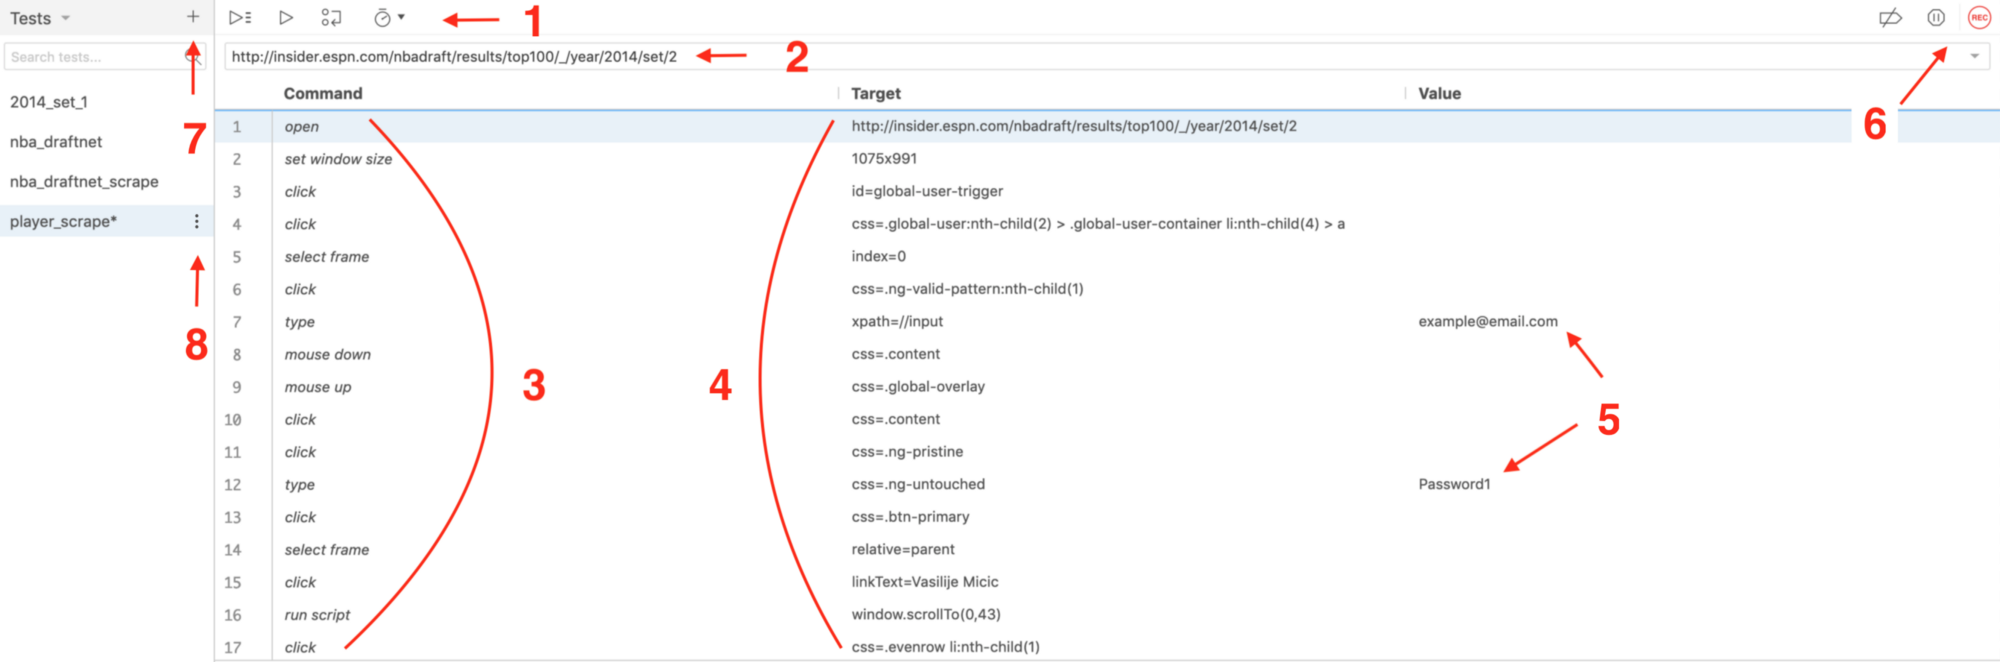 Tests
REC
1
Search tests...
http://insider.espn.com/nbadraft/results/top100/_/year/2014/set/2
2
Command Target Value
2014_set_1
nba_draftnet
nba_draftnet_scrape
player_scrape*
7
8
6
1 open http://insider.espn.com/nbadraft/results/top100/_/year/2014/set/2
2 set window size 1075x991
3 click id=global-user-trigger
4 click css=.global-user:nth-child(2) > .global-user-container li:nth-child(4) > a
5 select frame index=0
6 click css=.ng-valid-pattern:nth-child(1)
7 type xpath=//input example@email.com
8 mouse down css=.content
9 mouse up css=.global-overlay
3
4
5
10 click css=.content
11 click css=.ng-pristine
12 type css=.ng-untouched Password1
13 click css=.btn-primary
14 select frame relative=parent
15 click linkText=Vasilije Micic
16 run script window.scrollTo(0,43)
17 click css=.evenrow li:nth-child(1)